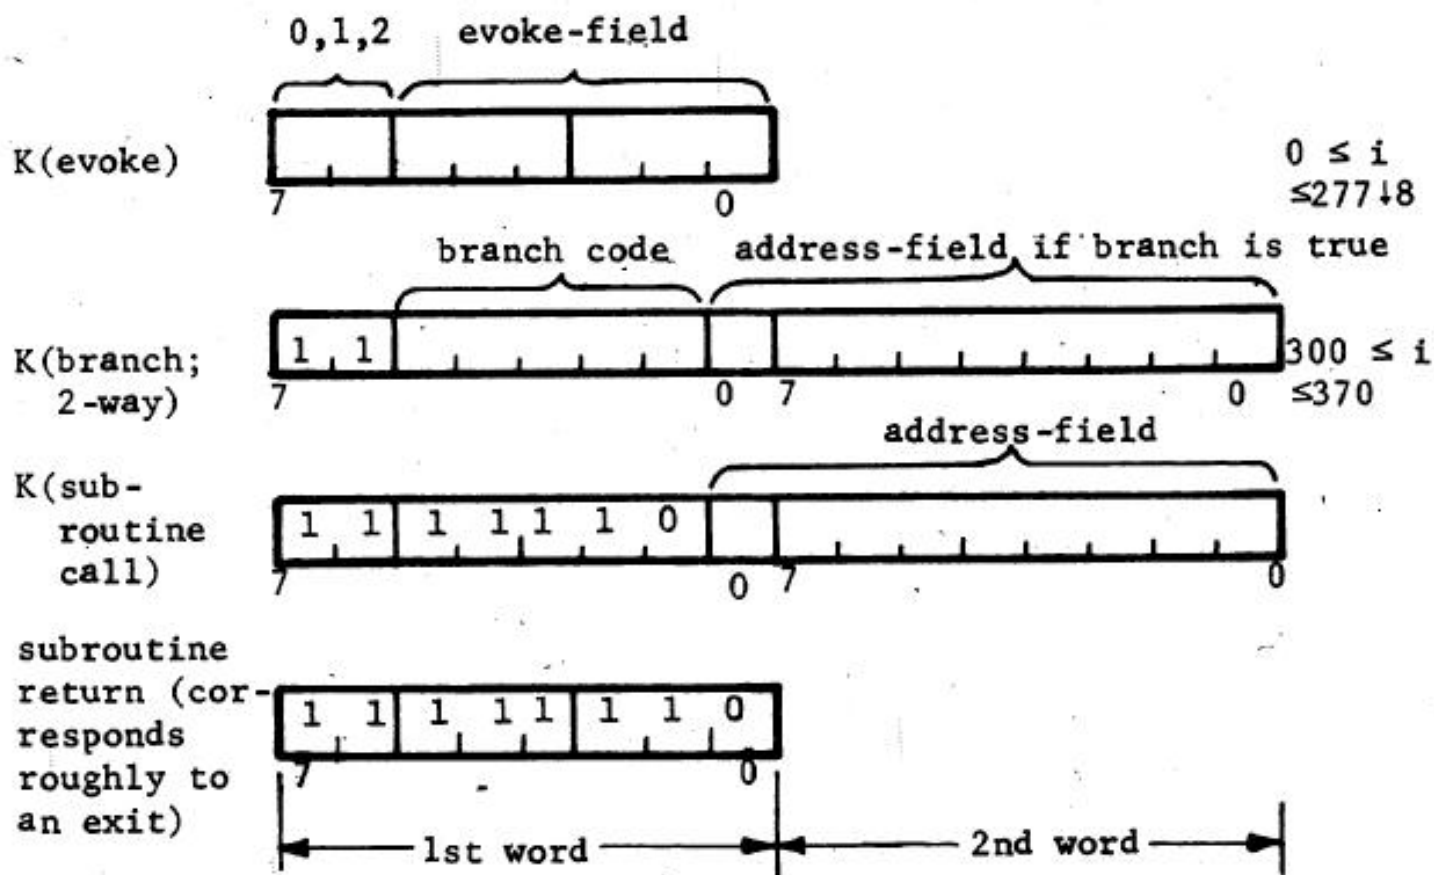 0,1,2 evoke-field
K(evoke)
0 ≤ i
≤277↓8
7 0
branch code address-field if branch is true
K(branch;
2-way)
1 1
300 ≤ i
≤370
7 0 7 0
address-field
K(sub-
routine
call)
1 1 1 1 1 1 0
7 0 7 0
subroutine
return (cor-
responds
roughly to
an exit)
1 1 1 1 1 1 1 0
7 0
1st word 2nd word